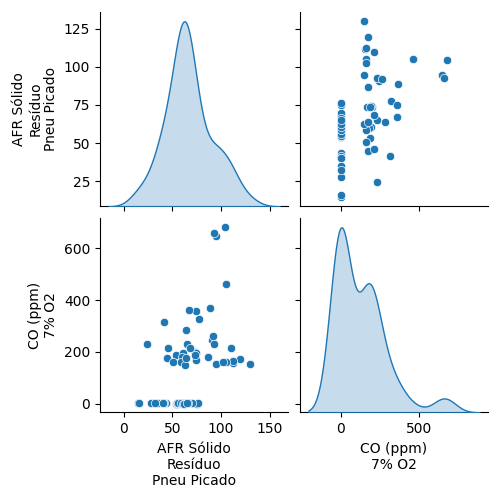 AFR Sólido
Resíduo
Pneu Picado
125
100
75
50
25
CO (ppm)
7% O2
600
400
200
0
0
50
100
150
AFR Sólido
Resíduo
Pneu Picado
0
500
CO (ppm)
7% O2